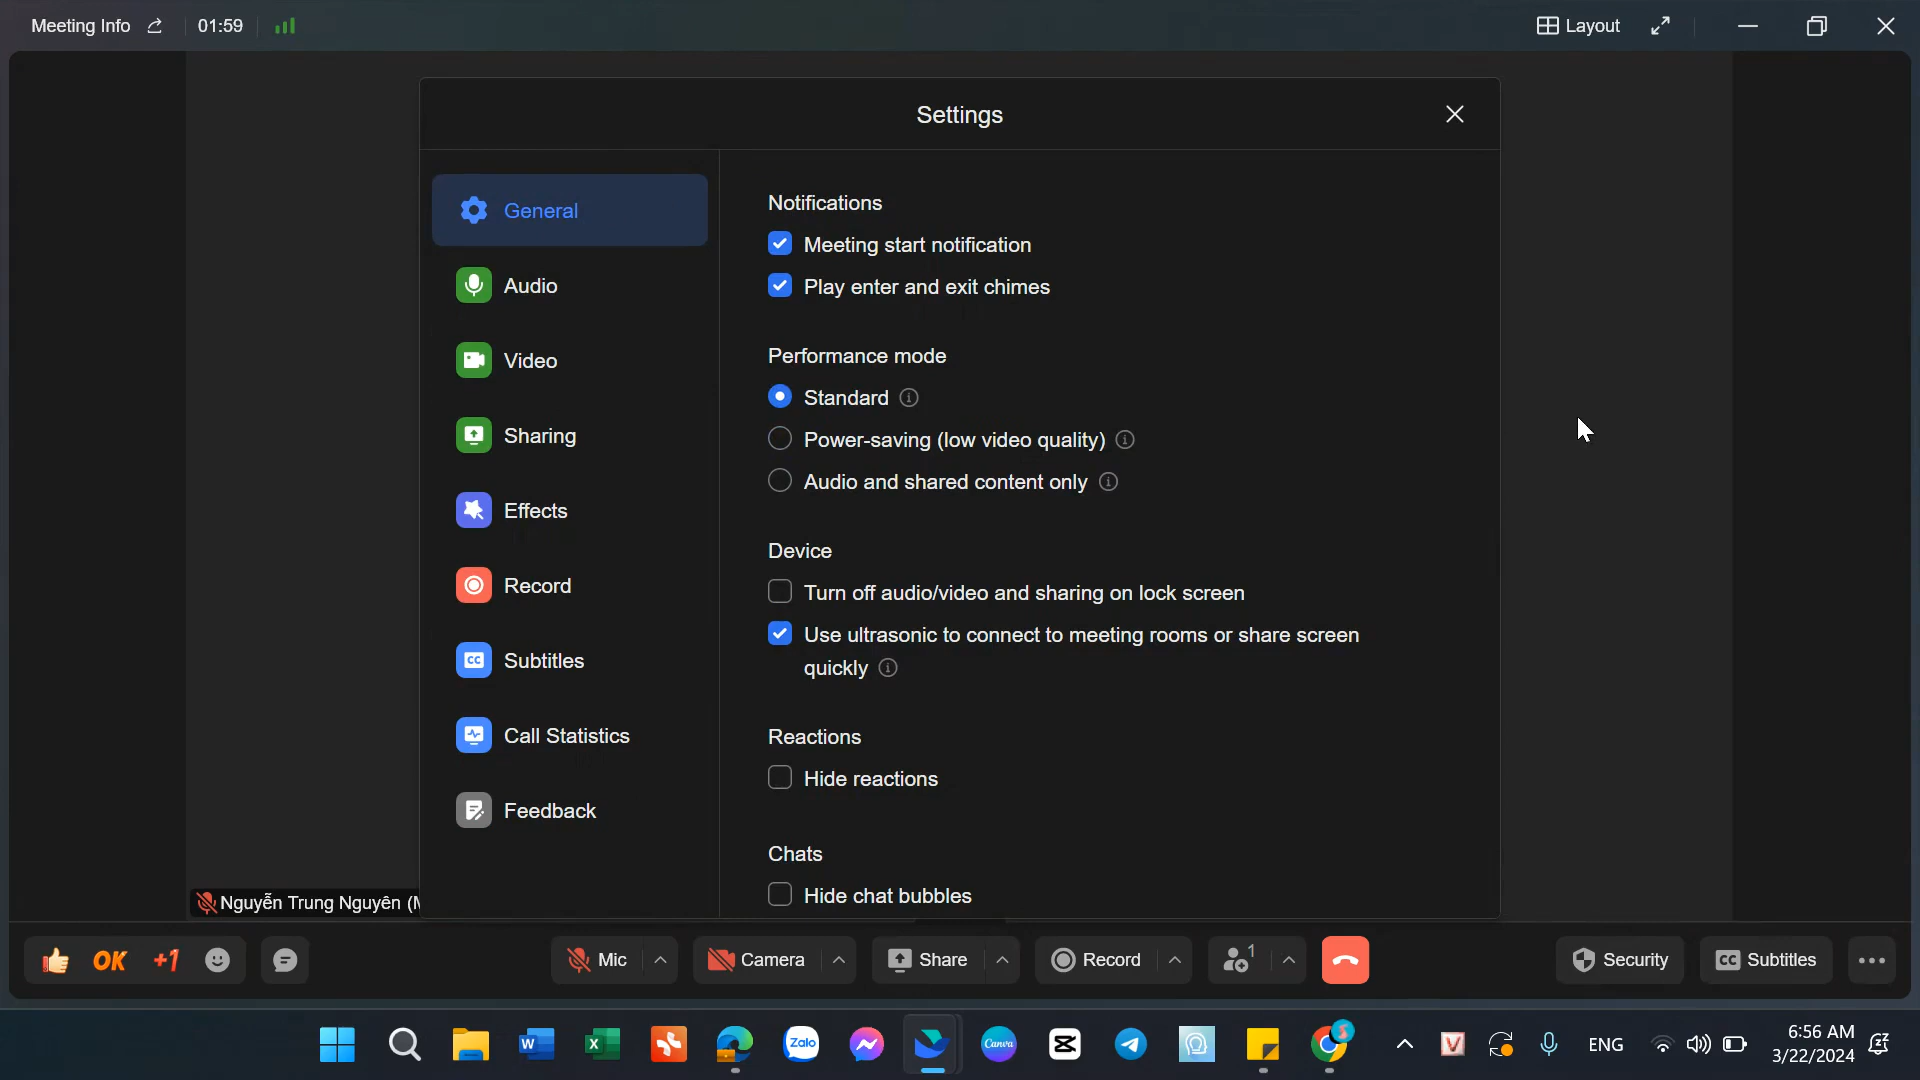 Meeting Info
01:59
Layout
Settings
General
Audio
Video
Sharing
Effects
Record
Subtitles
Call Statistics
Feedback
Notifications
Meeting start notification
Play enter and exit chimes
Performance mode
Standard
Power-saving (low video quality)
Audio and shared content only
Device
Turn off audio/video and sharing on lock screen
Use ultrasonic to connect to meeting rooms or share screen
quickly
Reactions
Hide reactions
Chats
Hide chat bubbles
Nguyễn Trung Nguyên
OK
+1
Mic
Camera
Share
Record
1
Security
CC Subtitles
Zalo
Canva
ENG
6:56 AM
3/22/2024